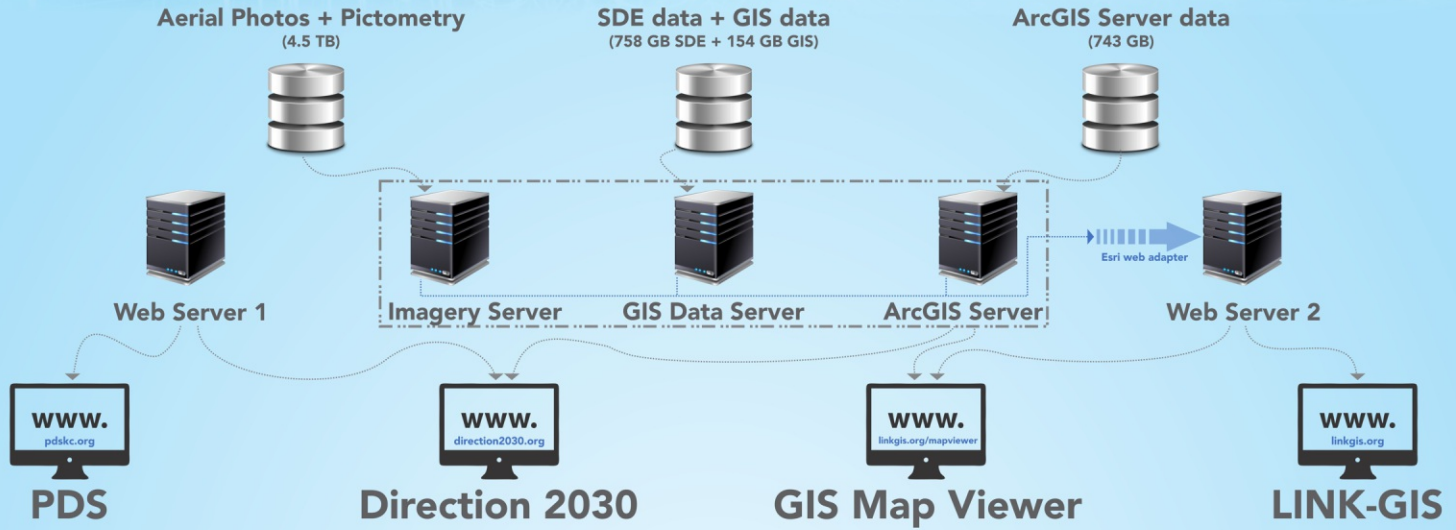 Aerial Photos + Pictometry
(4.5 TB)
SDE data + GIS data
(758 GB SDE + 154 GB GIS)
ArcGIS Server data
(743 GB)
Web Server 1
Imagery Server
GIS Data Server
ArcGIS Server
Esri web adapter
Web Server 2
www.
pdskc.org
PDS
www.
direction2030.org
Direction 2030
www.
linkgis.org/mapviewer
GIS Map Viewer
www.
linkgis.org
LINK-GIS